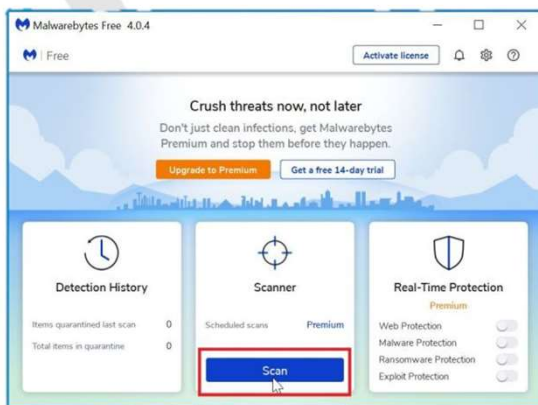 Malwarebytes Free 4.0.4
Free
Activate license
Crush threats now, not later
Don't just clean infections, get Malwarebytes
Premium and stop them before they happen.
Upgrade to Premium
Get a free 14-day trial
Detection History
Items quarantined last scan 0
Total items in quarantine 0
Scanner
Scheduled scans Premium
Scan
Real-Time Protection
Premium
Web Protection
Malware Protection
Ransomware Protection
Exploit Protection